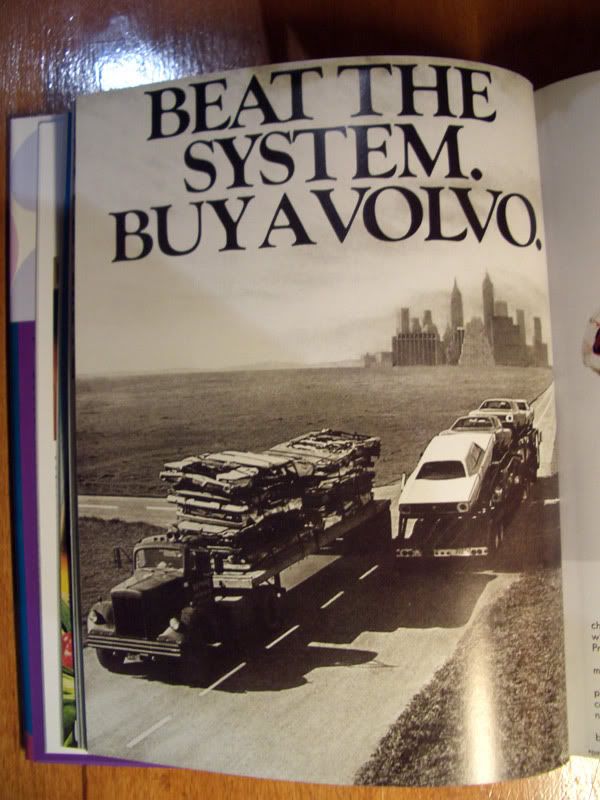 BEAT THE
SYSTEM.
BUY A VOLVO.